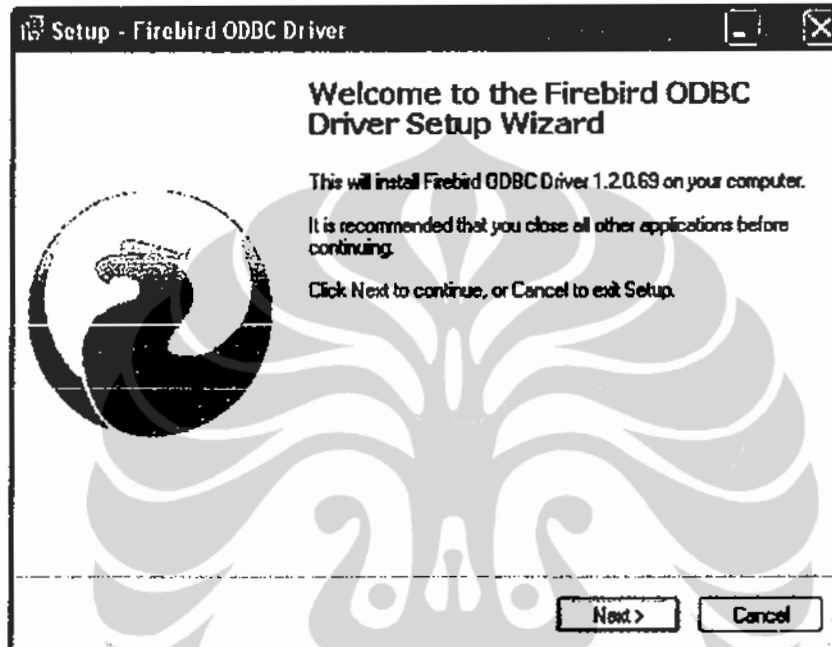 Setup - Firebird ODBC Driver
Welcome to the Firebird ODBC
Driver Setup Wizard
This will install Firebird ODBC Driver 1.2.0.69 on your computer.
It is recommended that you close all other applications before
continuing.
Click Next to continue, or Cancel to exit Setup.
Next >
Cancel